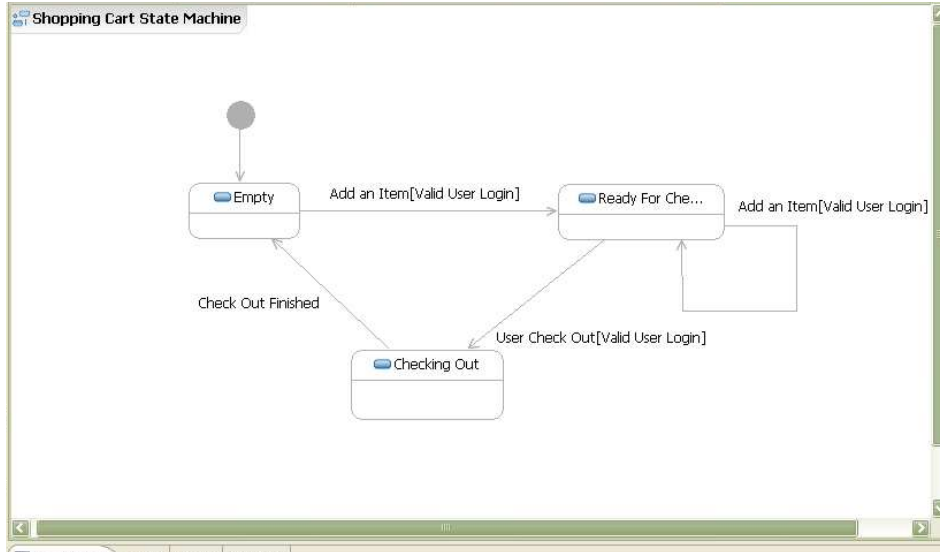 Shopping Cart State Machine
Empty
Add an Item[Valid User Login]
Ready For Che...
Add an Item[Valid User Login]
Check Out Finished
User Check Out[Valid User Login]
Checking Out